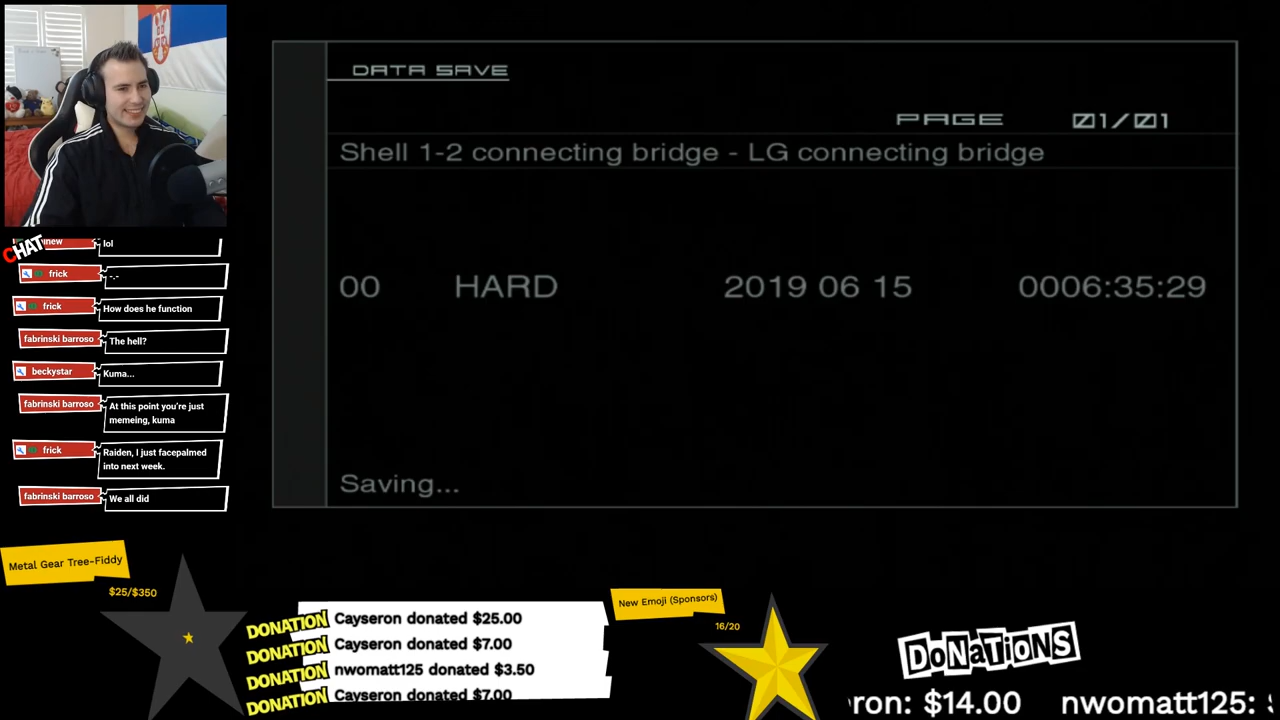 DATA SAVE
PAGE 01/01
Shell 1-2 connecting bridge - LG connecting bridge
00 HARD 2019 06 15 0006:35:29
Saving...
CHAT
lol
frick
-.-
frick
How does he function
fabrinski barroso
The hell?
beckystar
Kuma...
fabrinski barroso
At this point you're just
memeing, kuma
frick
Raiden, I just facepalmed
into next week.
fabrinski barroso
We all did
Metal Gear Tree-Fiddy
$25/$350
DONATION Cayseron donated $25.00
DONATION Cayseron donated $7.00
DONATION nwomatt125 donated $3.50
DONATION Cayseron donated $7.00
New Emoji (Sponsors)
16/20
DONATIONS
ron: $14.00 nwomatt125: